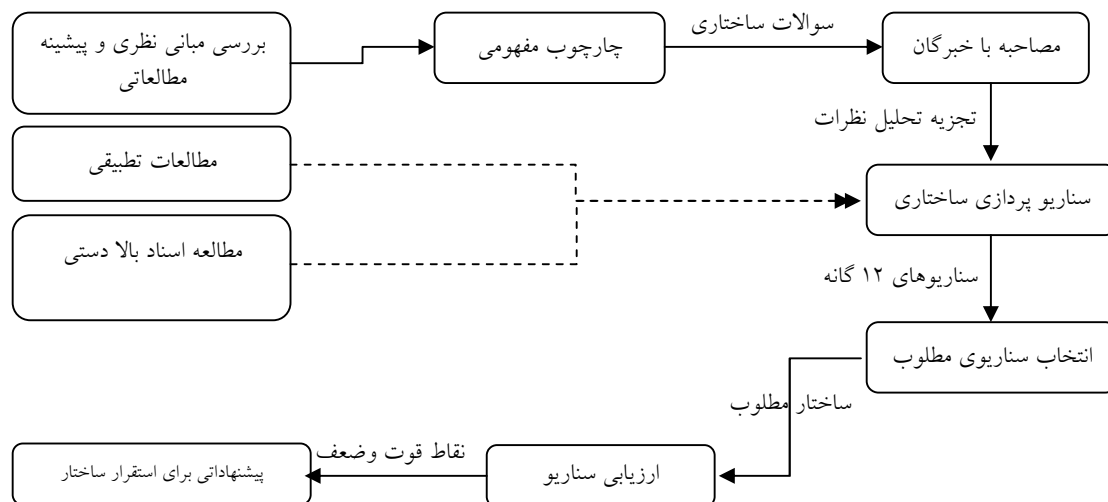 بررسی مبانی نظری و پیشینه
مطالعاتی
چارچوب مفهومی
سوالات ساختاری
مصاحبه با خبرگان
تجزیه تحلیل نظرات
مطالعات تطبیقی
سناریو پردازی ساختاری
مطالعه اسناد بالا دستی
سناریوهای ۱۲ گانه
انتخاب سناریوی مطلوب
ساختار مطلوب
ارزیابی سناریو
نقاط قوت وضعف
پیشنهاداتی برای استقرار ساختار